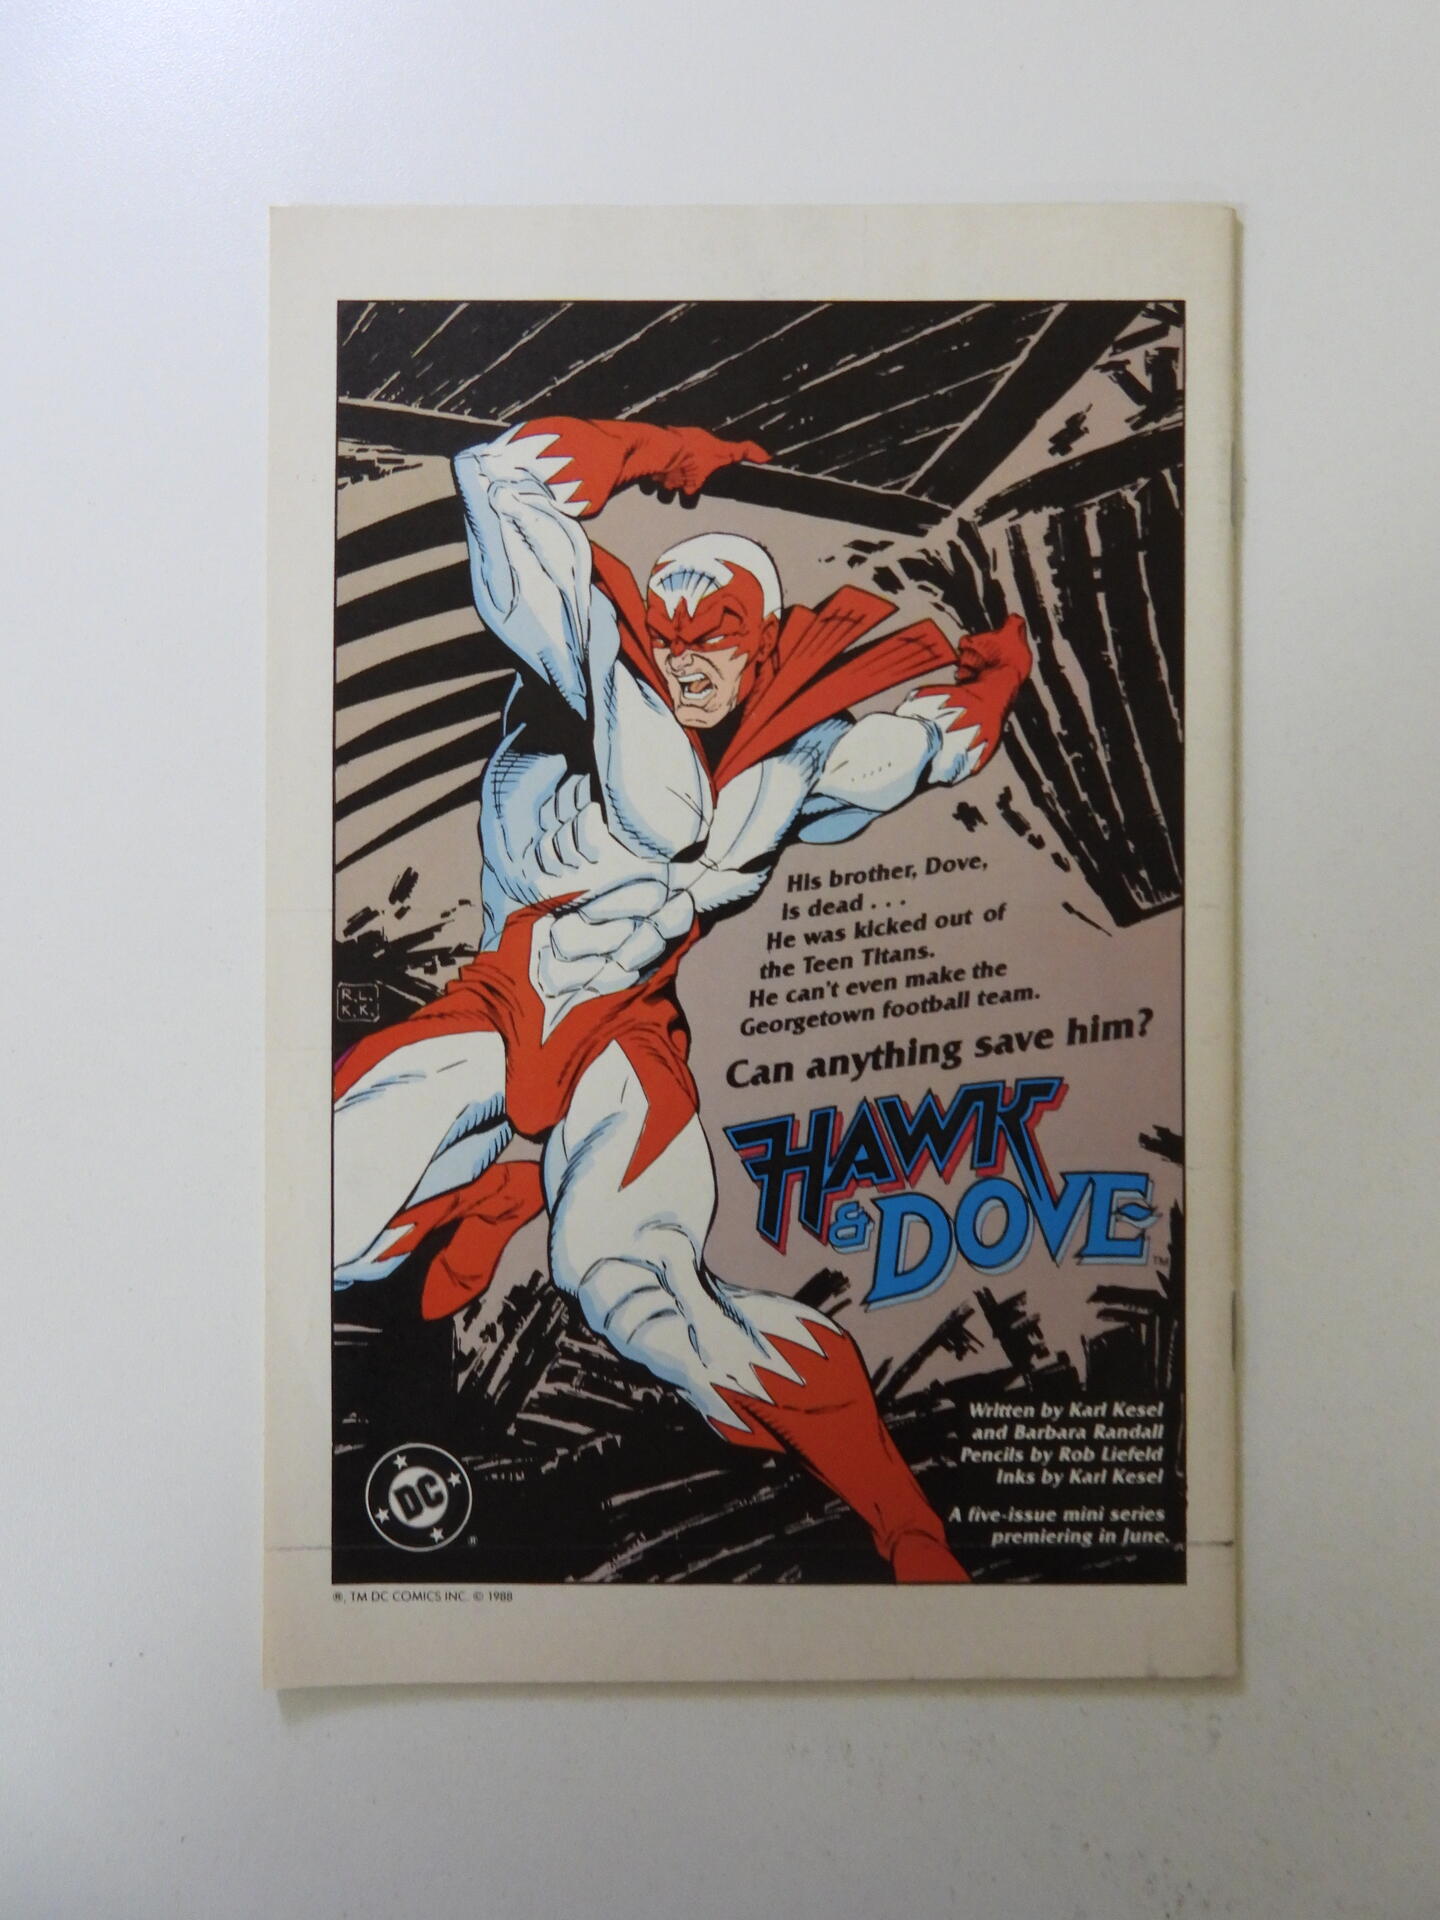 His brother, Dove,
is dead . . .
He was kicked out of
the Teen Titans.
He can't even make the
Georgetown football team.
Can anything save him?
HAWK
& DOVE
TM
R.L.
K.K.
Written by Karl Kesel
and Barbara Randall
Pencils by Rob Liefeld
Inks by Karl Kesel
A five-issue mini series
premiering in June.
DC
®
®, TM DC COMICS INC. © 1988